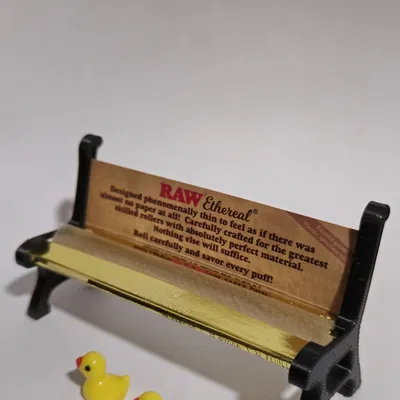 RAW Ethereal®
Designed phenomenally thin to feel as if there was
almost no paper at all! Carefully crafted for the greatest
skilled rollers with absolutely perfect material.
Nothing else will suffice.
Roll carefully and savor every puff!